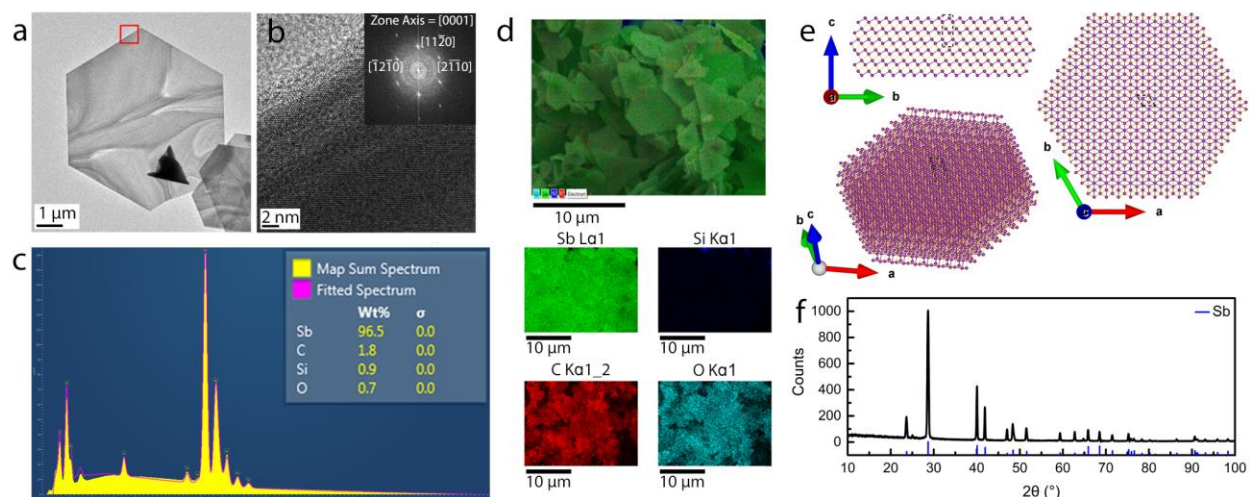 a
1 µm
b
Zone Axis = [0001]
[112̅0]
[1̅21̅0]
[21̅1̅0]
2 nm
c
Map Sum Spectrum
Fitted Spectrum
Wt% σ
Sb 96.5 0.0
C 1.8 0.0
Si 0.9 0.0
O 0.7 0.0
d
Electron
10 µm
Sb Lα1
10 µm
Si Kα1
10 µm
C Kα1_2
10 µm
O Kα1
10 µm
e
c
a
b
b
c
a
b
c
a
f
Sb
Counts
1000
800
600
400
200
0
10 20 30 40 50 60 70 80 90 100
2θ (°)